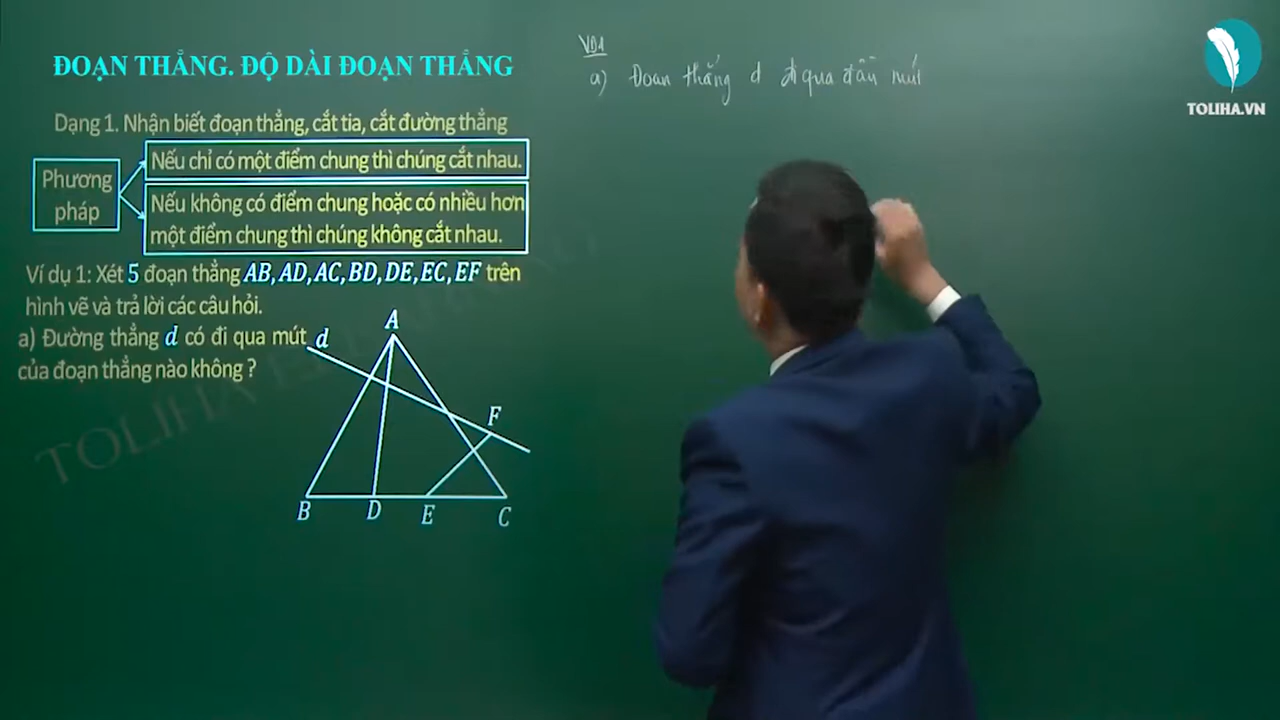 ĐOẠN THẲNG. ĐỘ DÀI ĐOẠN THẲNG
Dạng 1. Nhận biết đoạn thẳng, cắt tia, cắt đường thẳng
Phương
pháp
Nếu chỉ có một điểm chung thì chúng cắt nhau.
Nếu không có điểm chung hoặc có nhiều hơn
một điểm chung thì chúng không cắt nhau.
Ví dụ 1: Xét 5 đoạn thẳng AB, AD, AC, BD, DE, EC, EF trên
hình vẽ và trả lời các câu hỏi.
a) Đường thẳng d có đi qua mút
của đoạn thẳng nào không ?
d
A
F
B
D
E
C
VD1
a) Đoạn thẳng d đi qua đầu mút
TOLIHA.VN